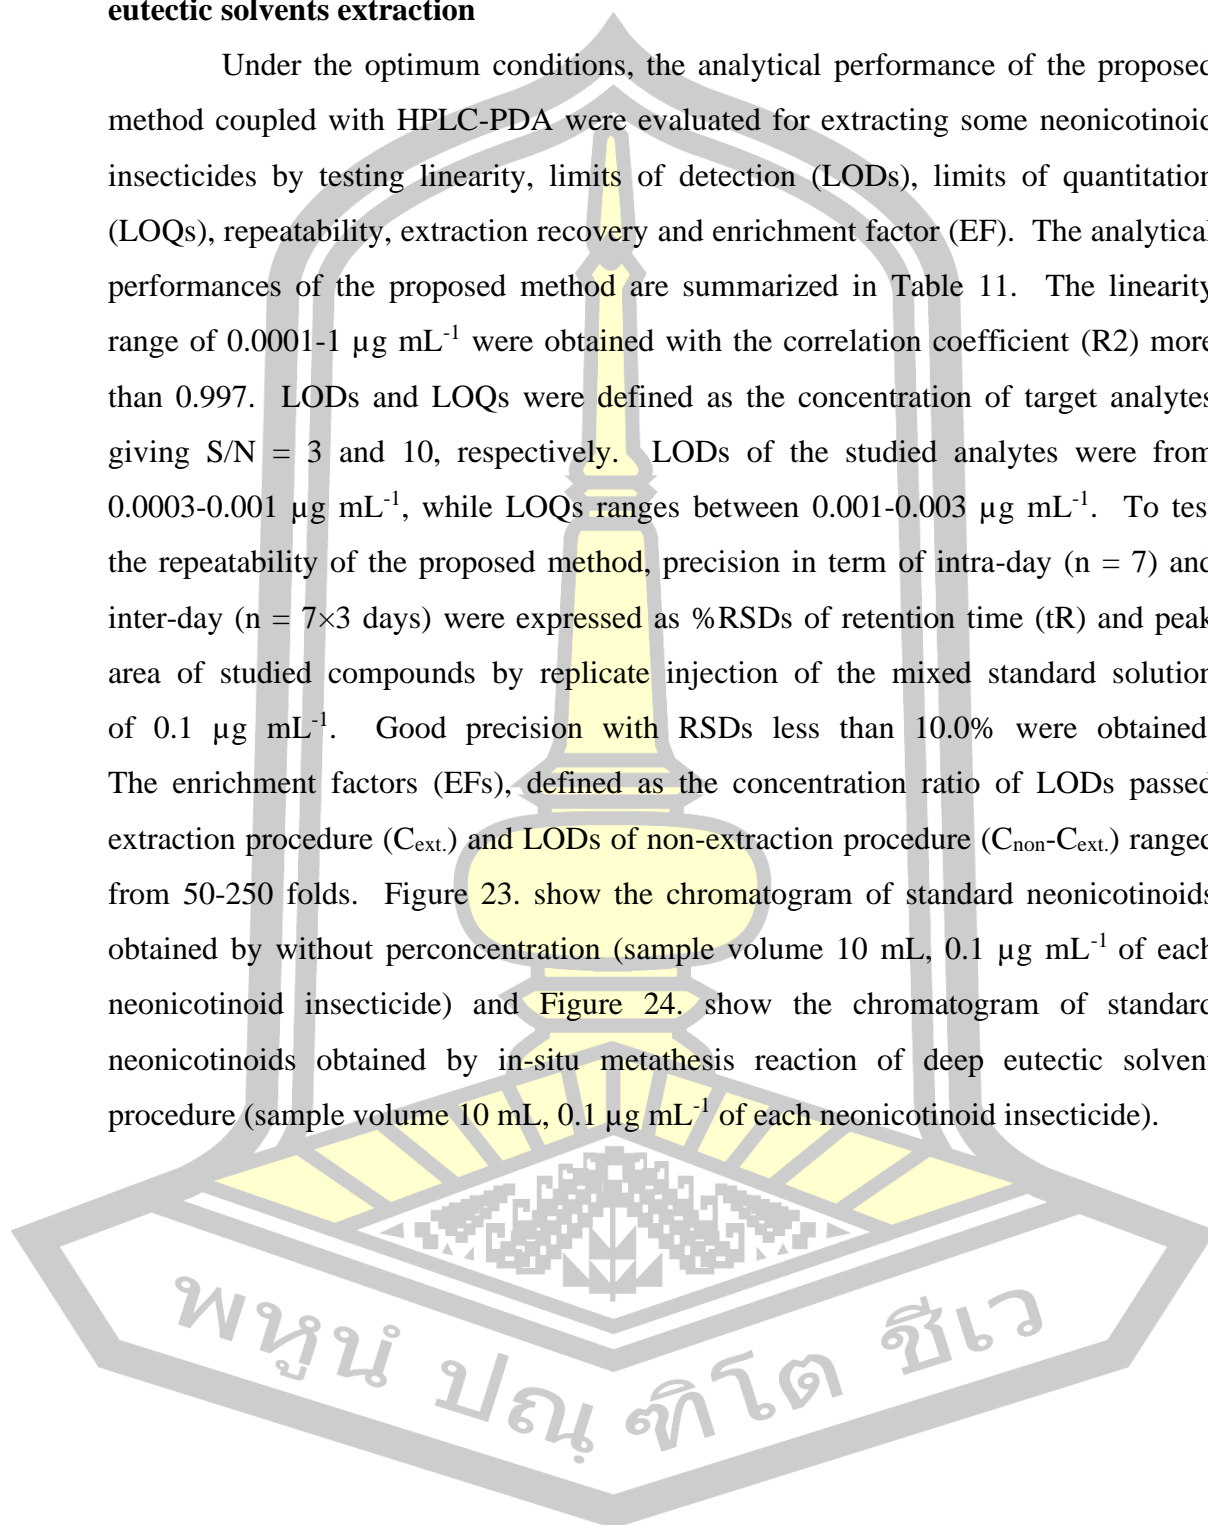 eutectic solvents extraction
Under the optimum conditions, the analytical performance of the proposed
method coupled with HPLC-PDA were evaluated for extracting some neonicotinoid
insecticides by testing linearity, limits of detection (LODs), limits of quantitation
(LOQs), repeatability, extraction recovery and enrichment factor (EF). The analytical
performances of the proposed method are summarized in Table 11. The linearity
range of 0.0001-1 µg mL⁻¹ were obtained with the correlation coefficient (R2) more
than 0.997. LODs and LOQs were defined as the concentration of target analytes
giving S/N = 3 and 10, respectively. LODs of the studied analytes were from
0.0003-0.001 µg mL⁻¹, while LOQs ranges between 0.001-0.003 µg mL⁻¹. To test
the repeatability of the proposed method, precision in term of intra-day (n = 7) and
inter-day (n = 7×3 days) were expressed as %RSDs of retention time (tR) and peak
area of studied compounds by replicate injection of the mixed standard solution
of 0.1 µg mL⁻¹. Good precision with RSDs less than 10.0% were obtained
The enrichment factors (EFs), defined as the concentration ratio of LODs passed
extraction procedure (Cext.) and LODs of non-extraction procedure (Cnon-Cext.) ranged
from 50-250 folds. Figure 23. show the chromatogram of standard neonicotinoids
obtained by without perconcentration (sample volume 10 mL, 0.1 µg mL⁻¹ of each
neonicotinoid insecticide) and Figure 24. show the chromatogram of standard
neonicotinoids obtained by in-situ metathesis reaction of deep eutectic solvent
procedure (sample volume 10 mL, 0.1 µg mL⁻¹ of each neonicotinoid insecticide).
พหูนํ ปณฺฑิโต ชีเว